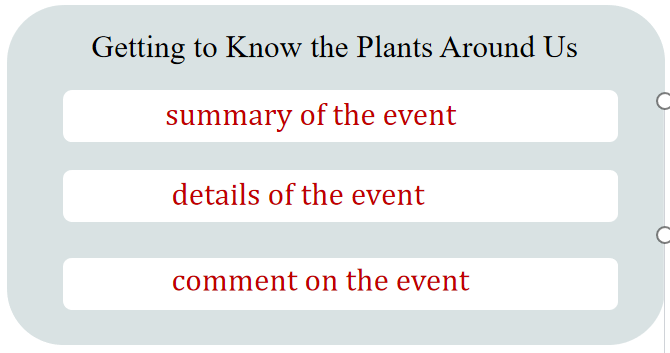 Getting to Know the Plants Around Us
summary of the event
details of the event
comment on the event